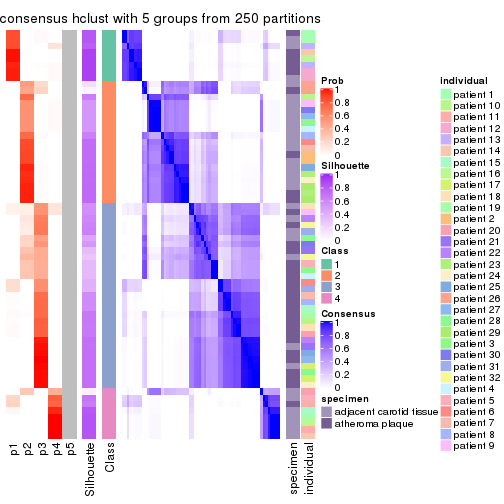 consensus hclust with 5 groups from 250 partitions
Prob
1
0.8
0.6
0.4
0.2
0
Silhouette
1
0.8
0.6
0.4
0.2
0
Class
1
2
3
4
Consensus
1
0.8
0.6
0.4
0.2
0
specimen
adjacent carotid tissue
atheroma plaque
individual
patient 1
patient 10
patient 11
patient 12
patient 13
patient 14
patient 15
patient 16
patient 17
patient 18
patient 19
patient 2
patient 20
patient 21
patient 22
patient 23
patient 24
patient 25
patient 26
patient 27
patient 28
patient 29
patient 3
patient 30
patient 31
patient 32
patient 4
patient 5
patient 6
patient 7
patient 8
patient 9
p1
p2
p3
p4
p5
Silhouette
Class
specimen
individual